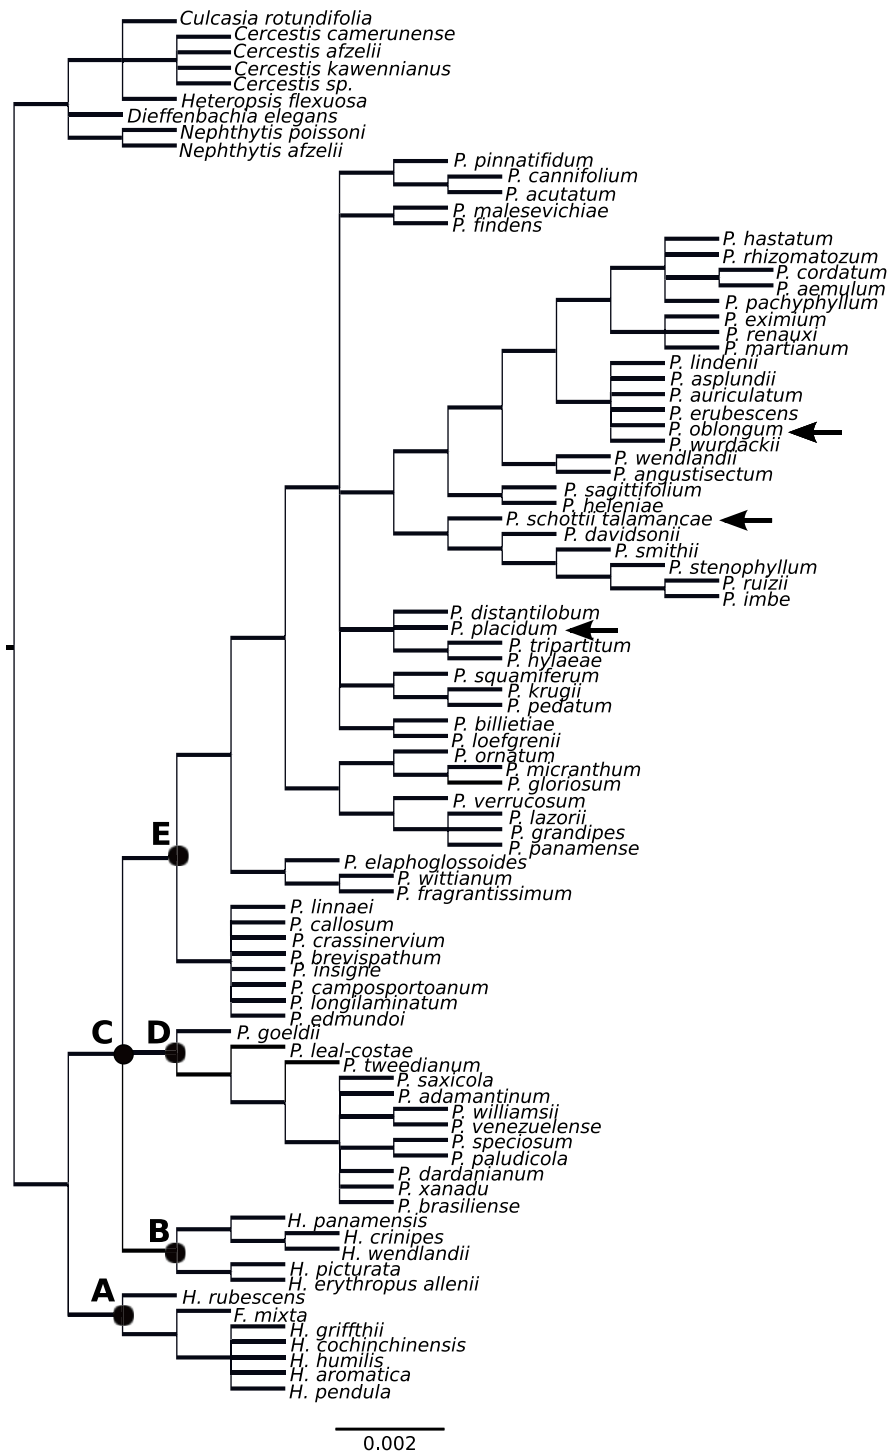 Culcasia rotundifolia
Cercestis camerunense
Cercestis afzelii
Cercestis kawennianus
Cercestis sp.
Heteropsis flexuosa
Dieffenbachia elegans
Nephthytis poissoni
Nephthytis afzelii
P. pinnatifidum
P. cannifolium
P. acutatum
P. malesevichiae
P. findens
P. hastatum
P. rhizomatozum
P. cordatum
P. aemulum
P. pachyphyllum
P. eximium
P. renauxi
P. martianum
P. lindenii
P. asplundii
P. auriculatum
P. erubescens
P. oblongum
P. wurdackii
P. wendlandii
P. angustisectum
P. sagittifolium
P. heleniae
P. schottii talamancae
P. davidsonii
P. smithii
P. stenophyllum
P. ruizii
P. imbe
P. distantilobum
P. placidum
P. tripartitum
P. hylaeae
P. squamiferum
P. krugii
P. pedatum
P. billietiae
P. loefgrenii
P. ornatum
P. micranthum
P. gloriosum
P. verrucosum
P. lazorii
P. grandipes
P. panamense
E
P. elaphoglossoides
P. wittianum
P. fragrantissimum
P. linnaei
P. callosum
P. crassinervium
P. brevispathum
P. insigne
P. camposportoanum
P. longilaminatum
P. edmundoi
C D
P. goeldii
P. leal-costae
P. tweedianum
P. saxicola
P. adamantinum
P. williamsii
P. venezuelense
P. speciosum
P. paludicola
P. dardanianum
P. xanadu
P. brasiliense
B
H. panamensis
H. crinipes
H. wendlandii
H. picturata
H. erythropus allenii
A
H. rubescens
F. mixta
H. griffthii
H. cochinchinensis
H. humilis
H. aromatica
H. pendula
0.002